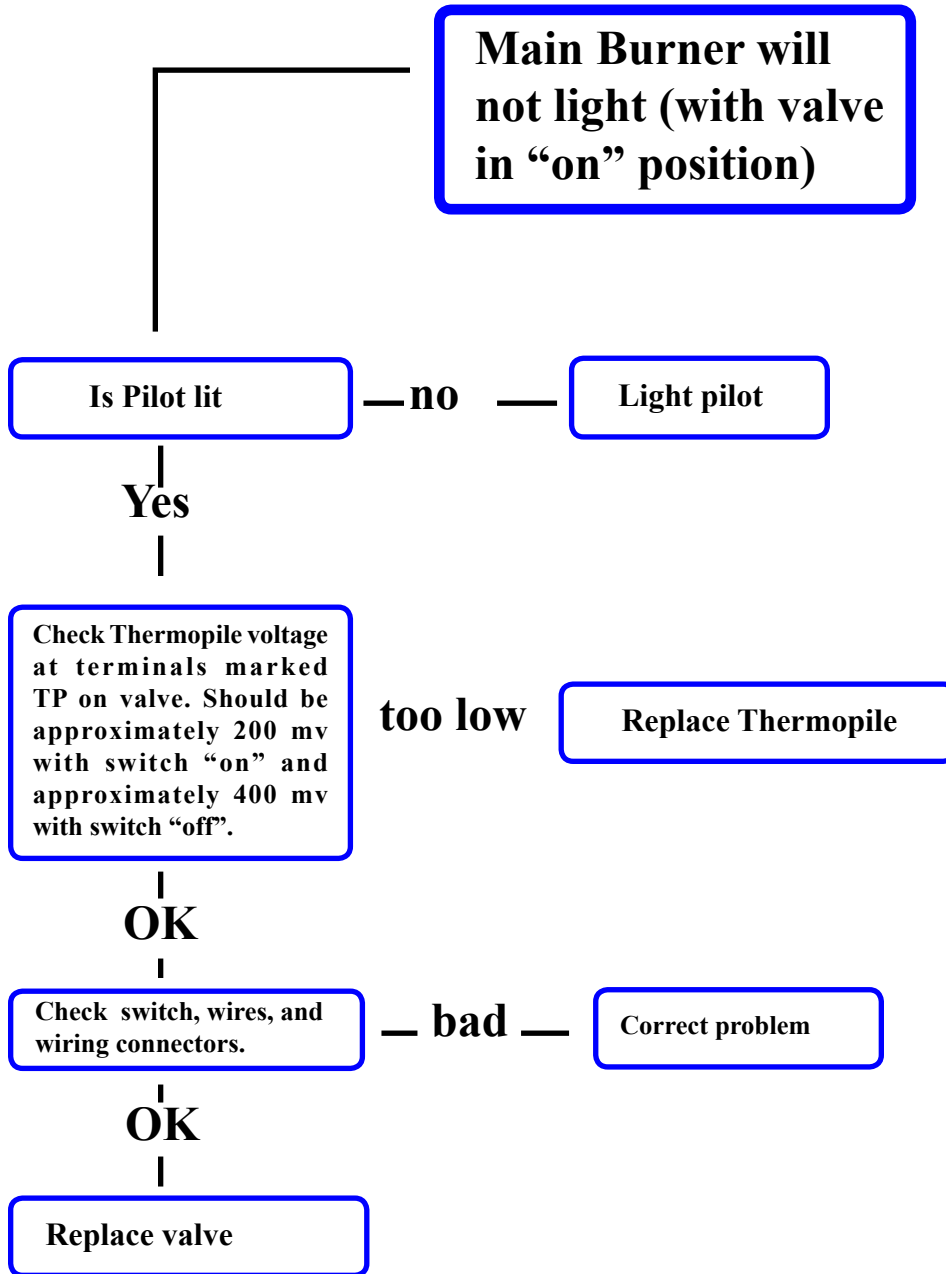 Main Burner will
not light (with valve
in “on” position)
Is Pilot lit
no
Light pilot
Yes
Check Thermopile voltage
at terminals marked
TP on valve. Should be
approximately 200 mv
with switch “on” and
approximately 400 mv
with switch “off”.
too low
Replace Thermopile
OK
Check switch, wires, and
wiring connectors.
bad
Correct problem
OK
Replace valve